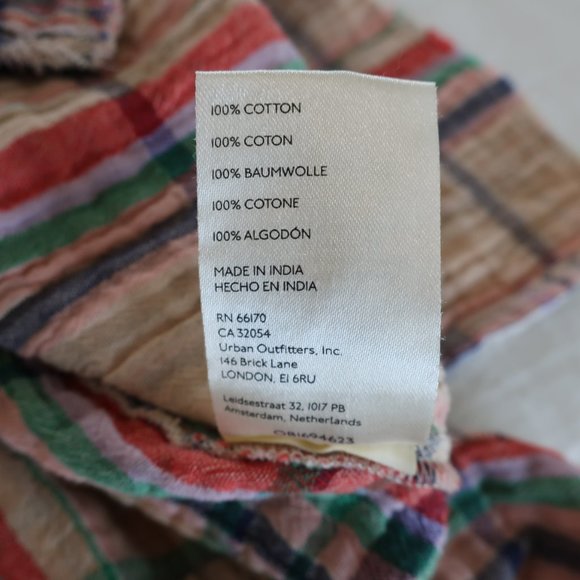 100% COTTON
100% COTON
100% BAUMWOLLE
100% COTONE
100% ALGODÓN
MADE IN INDIA
HECHO EN INDIA
RN 66170
CA 32054
Urban Outfitters, Inc.
146 Brick Lane
LONDON, E1 6RU
Leidsestraat 32, 1017 PB
Amsterdam, Netherlands